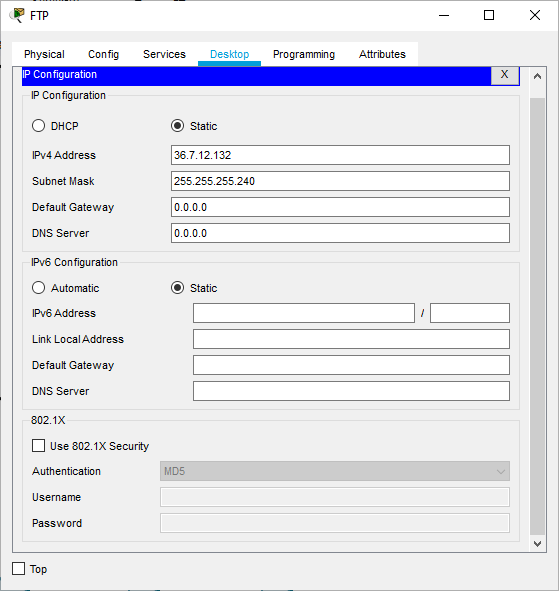 FTP
Physical Config Services Desktop Programming Attributes
IP Configuration X
IP Configuration
DHCP Static
IPv4 Address 36.7.12.132
Subnet Mask 255.255.255.240
Default Gateway 0.0.0.0
DNS Server 0.0.0.0
IPv6 Configuration
Automatic Static
IPv6 Address /
Link Local Address
Default Gateway
DNS Server
802.1X
Use 802.1X Security
Authentication MD5
Username
Password
Top